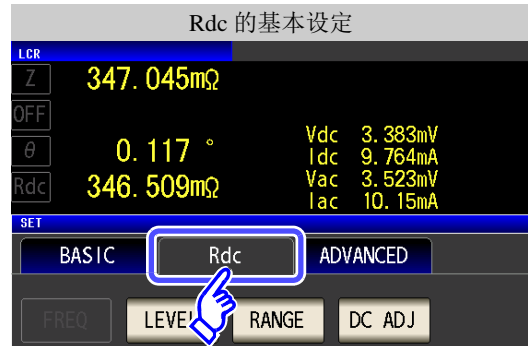 Rdc 的基本设定
LCR
Z 347.045mΩ
OFF
θ 0.117 °
Rdc 346.509mΩ
Vdc 3.383mV
Idc 9.764mA
Vac 3.523mV
Iac 10.15mA
SET
BASIC Rdc ADVANCED
FREQ LEVEL RANGE DC ADJ